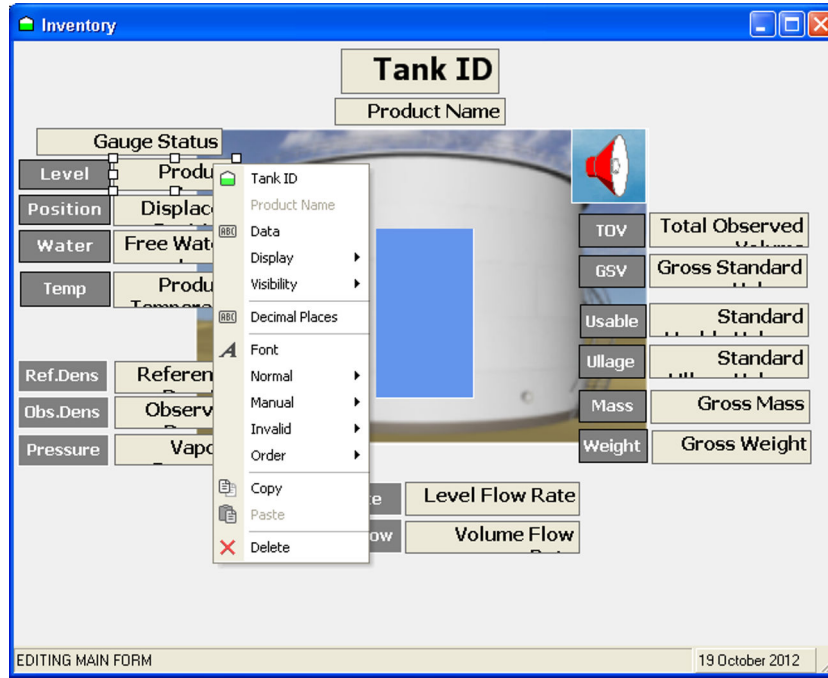 Inventory
Tank ID
Product Name
Gauge Status
Level
Produ
Position
Displac
Water
Free Wat
Temp
Produ
Ref.Dens
Referen
Obs.Dens
Observ
Pressure
Vapo
Tank ID
Product Name
ABC Data
Display
Visibility
ABC Decimal Places
A Font
Normal
Manual
Invalid
Order
Copy
Paste
Delete
TOV
Total Observed
GSV
Gross Standard
Usable
Standard
Ullage
Standard
Mass
Gross Mass
Weight
Gross Weight
Level Flow Rate
ow
Volume Flow
EDITING MAIN FORM
19 October 2012